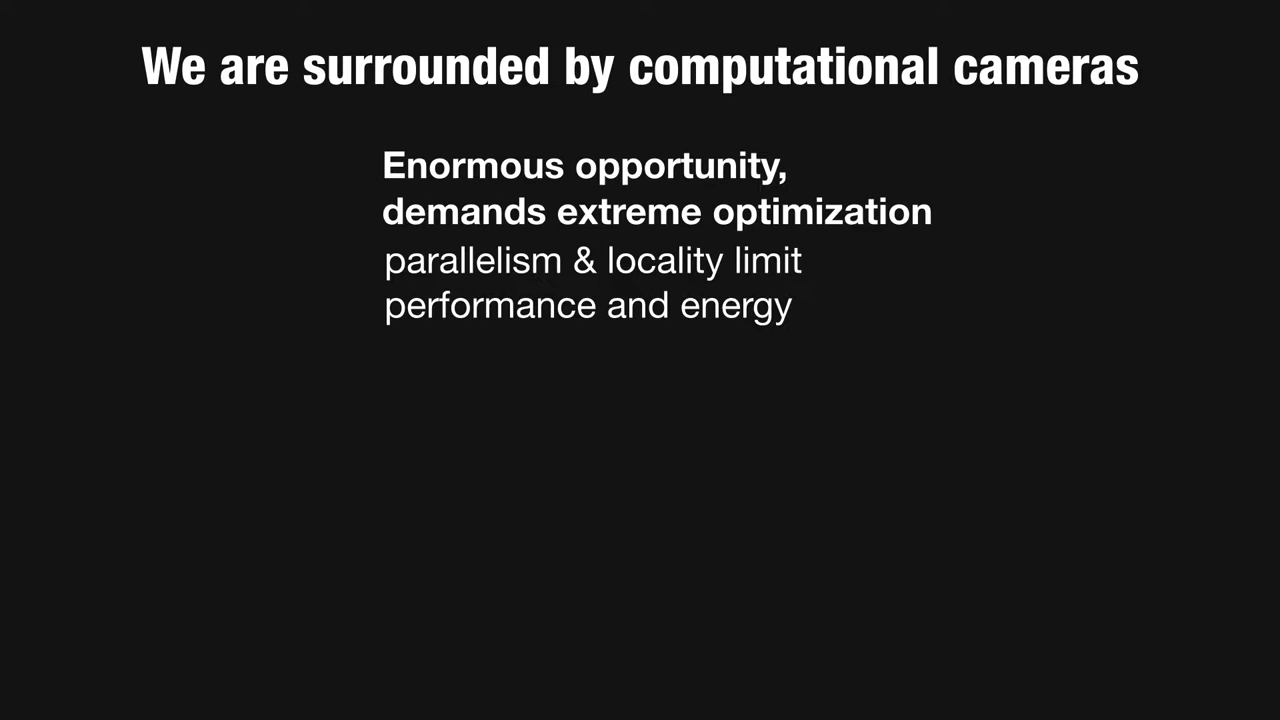 We are surrounded by computational cameras
Enormous opportunity,
demands extreme optimization
parallelism & locality limit
performance and energy